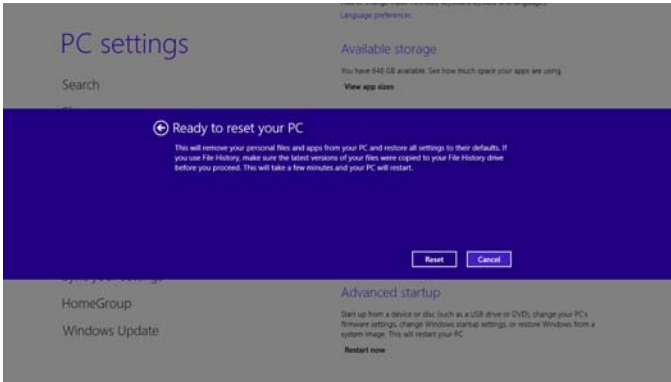 Language preferences
PC settings
Available storage
You have 648 GB available. See how much space your apps are using.
View app sizes
Search
Ready to reset your PC
This will remove your personal files and apps from your PC and restore all settings to their defaults. If
you use File History, make sure the latest versions of your files were copied to your File History drive
before you proceed. This will take a few minutes and your PC will restart.
Reset
Cancel
HomeGroup
Windows Update
Advanced startup
Start up from a device or disc (such as a USB drive or DVD), change your PC's
firmware settings, change Windows startup settings, or restore Windows from a
system image. This will restart your PC.
Restart now